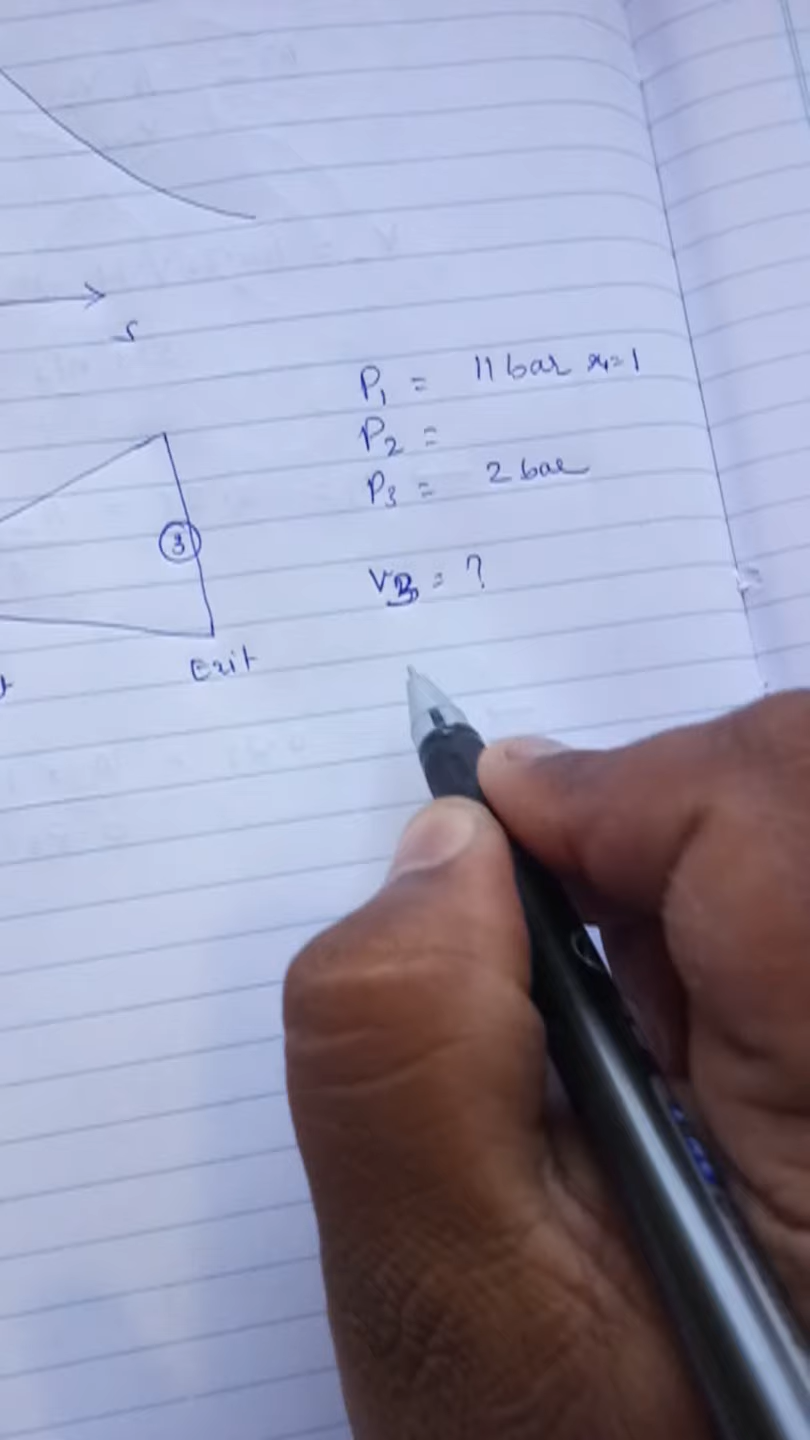 s
P₁ = 11 bar x₁=1
P₂ =
P₃ = 2 bar
3
V₃ = ?
Exit